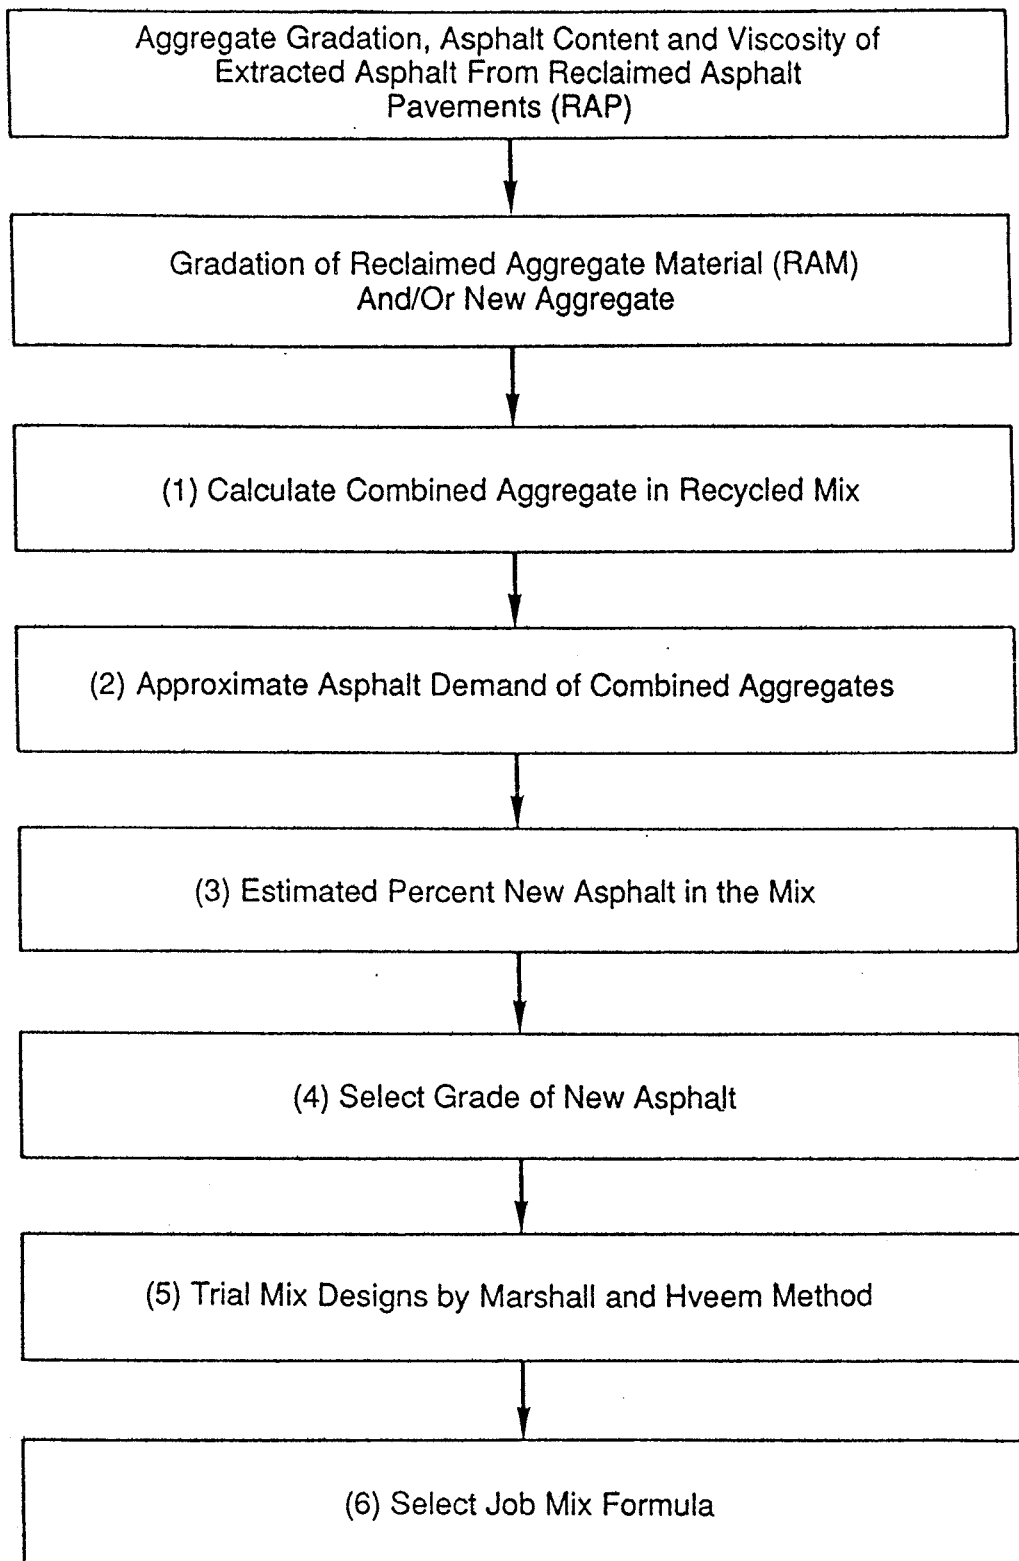 Aggregate Gradation, Asphalt Content and Viscosity of
Extracted Asphalt From Reclaimed Asphalt
Pavements (RAP)
Gradation of Reclaimed Aggregate Material (RAM)
And/Or New Aggregate
(1) Calculate Combined Aggregate in Recycled Mix
(2) Approximate Asphalt Demand of Combined Aggregates
(3) Estimated Percent New Asphalt in the Mix
(4) Select Grade of New Asphalt
(5) Trial Mix Designs by Marshall and Hveem Method
(6) Select Job Mix Formula